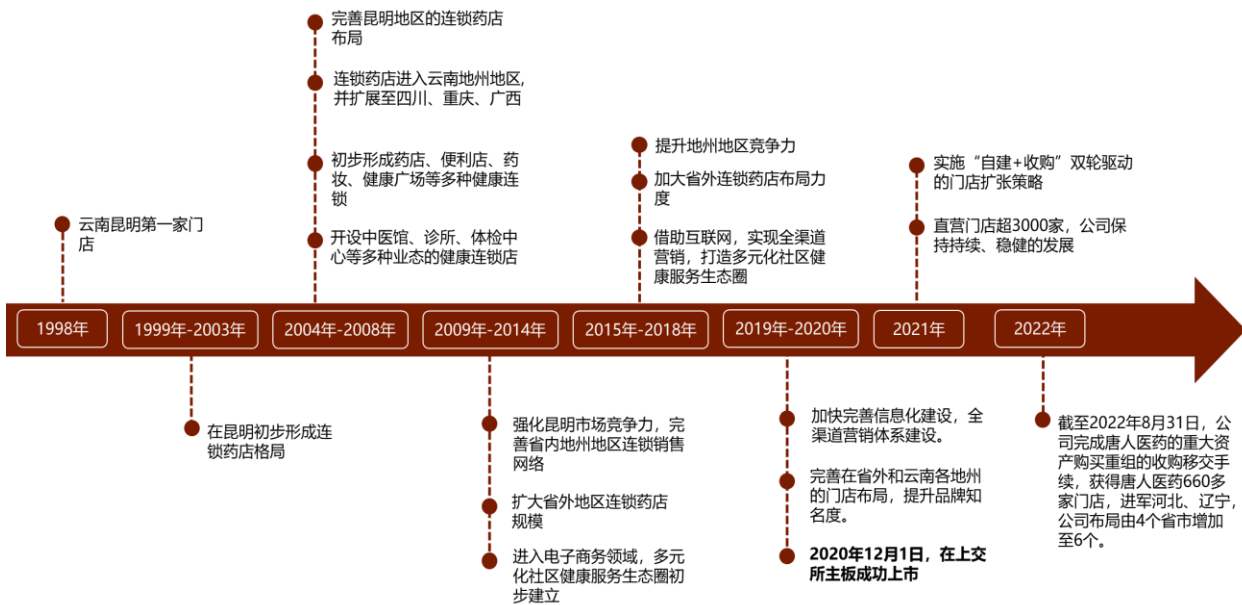 完善昆明地区的连锁药店
布局
连锁药店进入云南地州地区,
并扩展至四川、重庆、广西
初步形成药店、便利店、药
妆、健康广场等多种健康连
锁
开设中医馆、诊所、体检中
心等多种业态的健康连锁店
云南昆明第一家门
店
提升地州地区竞争力
加大省外连锁药店布局力
度
借助互联网，实现全渠道
营销，打造多元化社区健
康服务生态圈
实施“自建+收购”双轮驱动
的门店扩张策略
直营门店超3000家，公司保
持持续、稳健的发展
1998年
1999年-2003年
2004年-2008年
2009年-2014年
2015年-2018年
2019年-2020年
2021年
2022年
在昆明初步形成连
锁药店格局
强化昆明市场竞争力，完
善省内地州地区连锁销售
网络
扩大省外地区连锁药店
规模
进入电子商务领域，多元
化社区健康服务生态圈初
步建立
加快完善信息化建设，全
渠道营销体系建设。
完善在省外和云南各地州
的门店布局，提升品牌知
名度。
2020年12月1日，在上交
所主板成功上市
截至2022年8月31日，公
司完成唐人医药的重大资
产购买重组的收购移交手
续，获得唐人医药660多
家门店，进军河北、辽宁，
公司布局由4个省市增加
至6个。